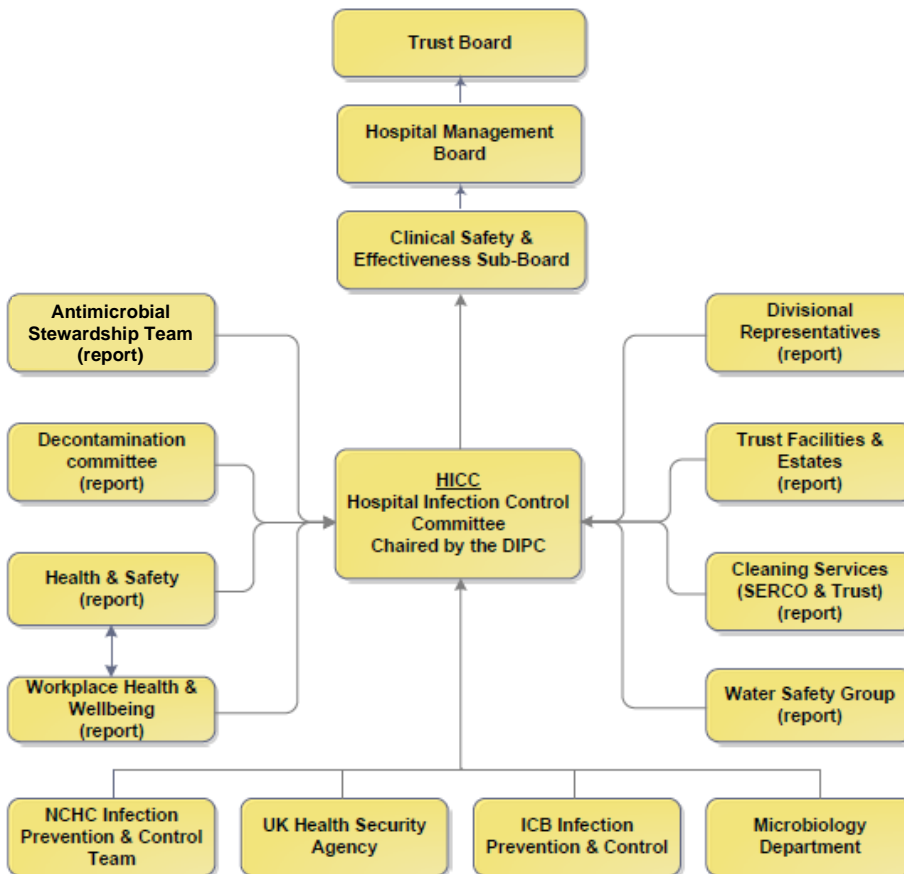 Trust Board
Hospital Management
Board
Clinical Safety &
Effectiveness Sub-Board
Antimicrobial
Stewardship Team
(report)
Divisional
Representatives
(report)
Decontamination
committee
(report)
HICC
Hospital Infection Control
Committee
Chaired by the DIPC
Trust Facilities &
Estates
(report)
Health & Safety
(report)
Cleaning Services
(SERCO & Trust)
(report)
Workplace Health &
Wellbeing
(report)
Water Safety Group
(report)
NCHC Infection
Prevention & Control
Team
UK Health Security
Agency
ICB Infection
Prevention & Control
Microbiology
Department